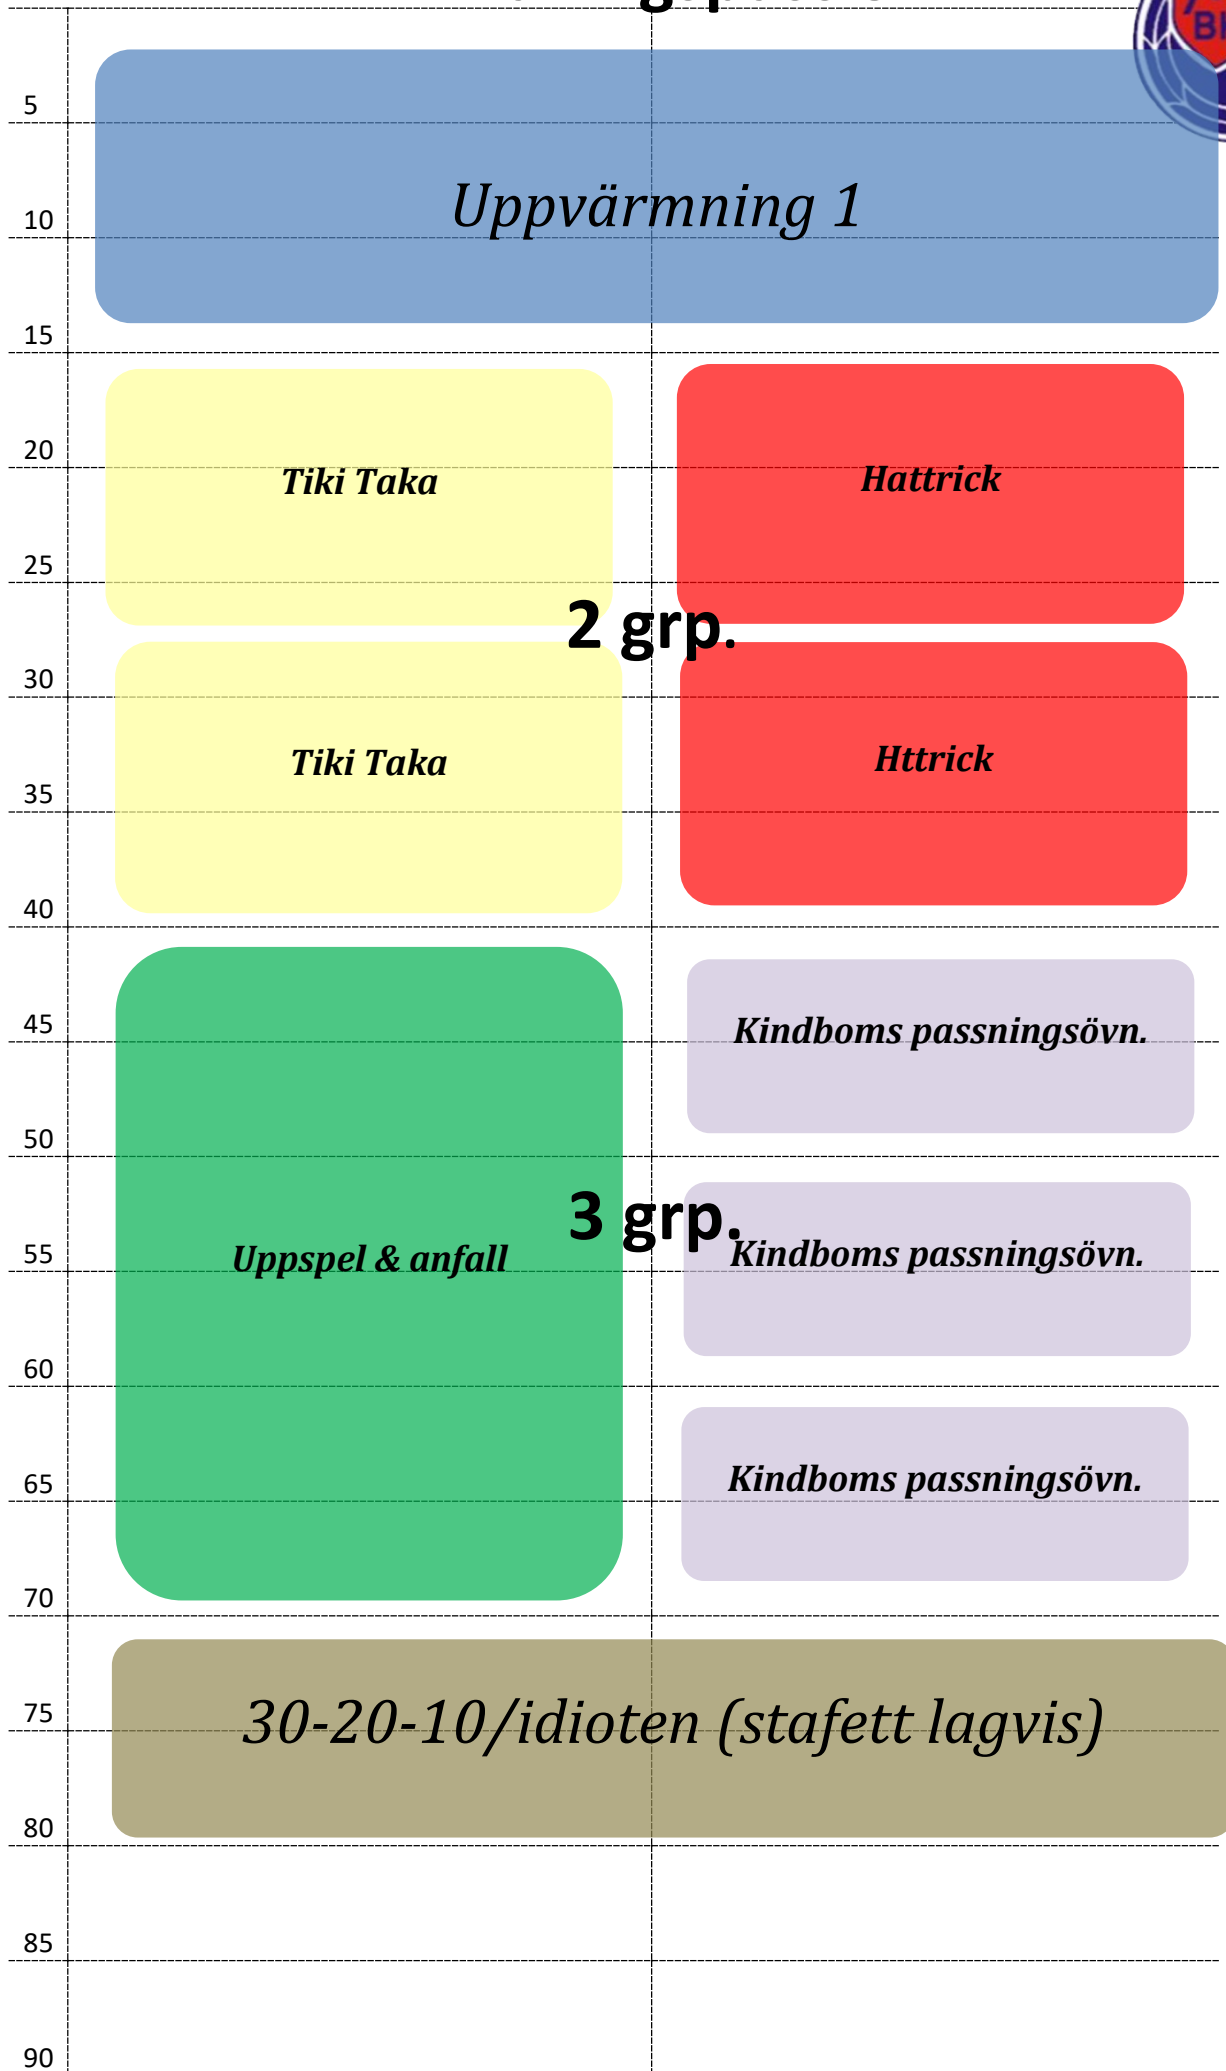 5
Uppvärmning 1
10
15
20
Tiki Taka
Hattrick
25
2 grp.
30
Tiki Taka
Httrick
35
40
45
Kindboms passningsövn.
50
3 grp.
55
Uppspel & anfall
Kindboms passningsövn.
60
65
Kindboms passningsövn.
70
75
30-20-10/idioten (stafett lagvis)
80
85
90